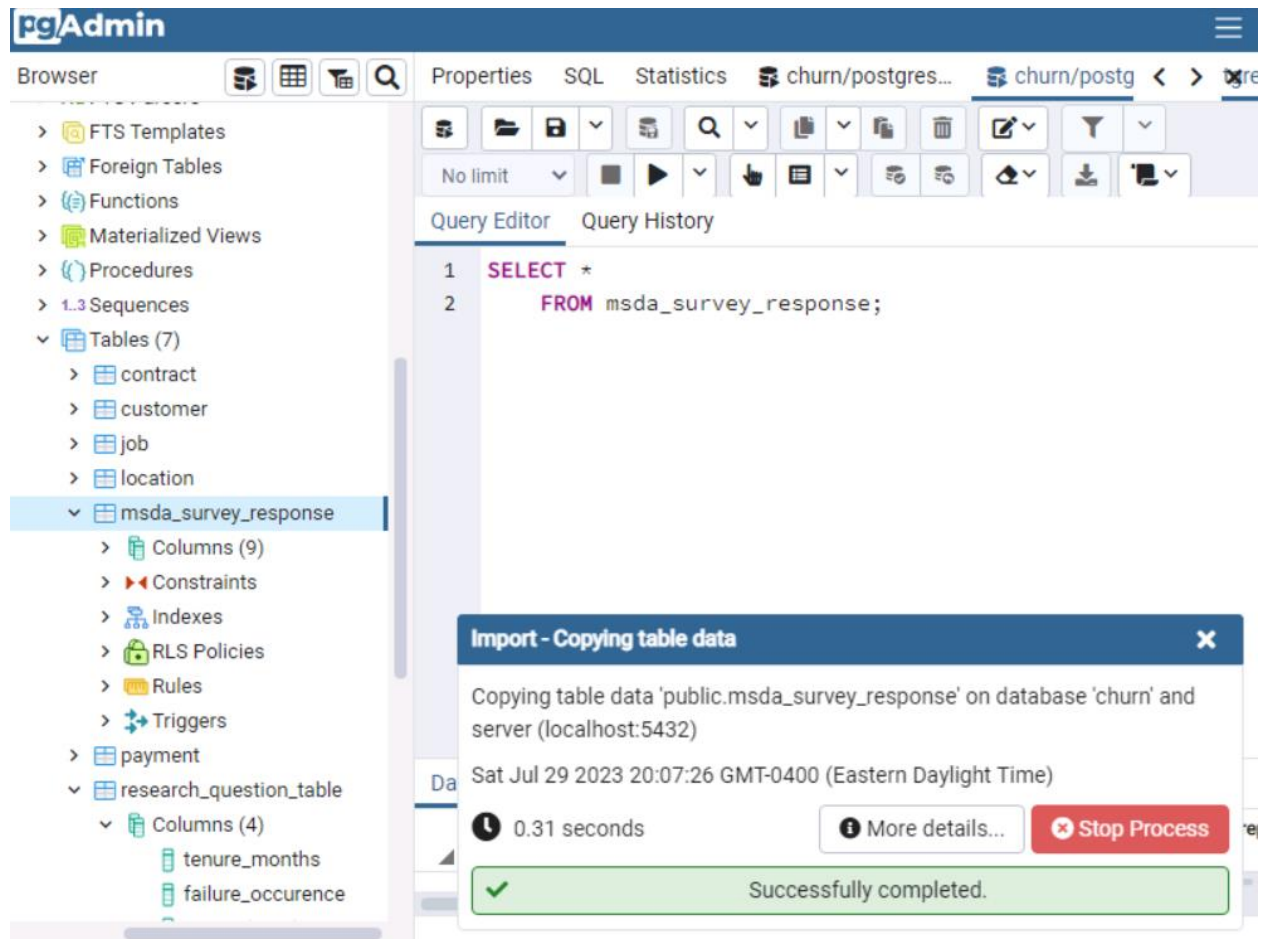 pgAdmin
Browser
Properties SQL Statistics churn/postgres... churn/postg
FTS Templates
Foreign Tables
Functions
Materialized Views
Procedures
1..3 Sequences
Tables (7)
contract
customer
job
location
msda_survey_response
Columns (9)
Constraints
Indexes
RLS Policies
Rules
Triggers
payment
research_question_table
Columns (4)
tenure_months
failure_occurence
No limit
Query Editor Query History
1 SELECT *
2 FROM msda_survey_response;
Da
Import - Copying table data
Copying table data 'public.msda_survey_response' on database 'churn' and
server (localhost:5432)
Sat Jul 29 2023 20:07:26 GMT-0400 (Eastern Daylight Time)
0.31 seconds More details... Stop Process
Successfully completed.